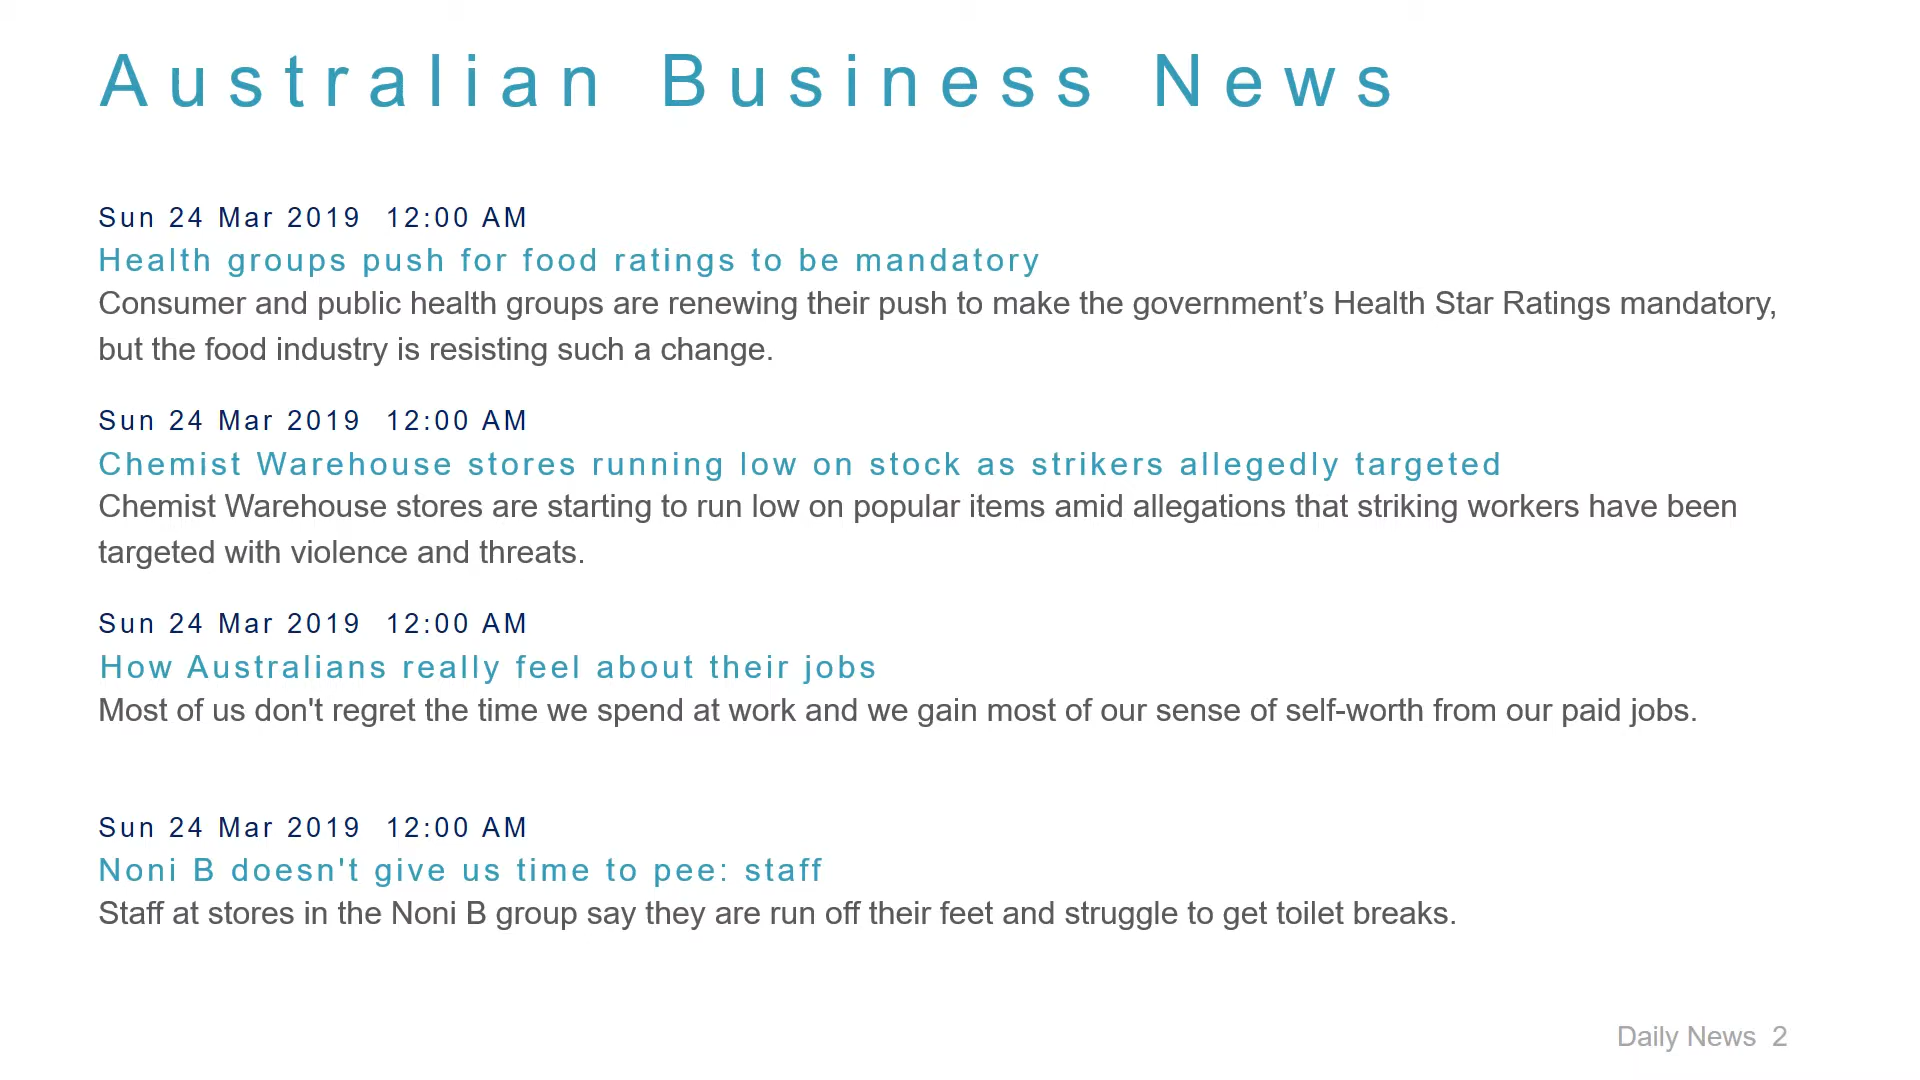 Australian Business News
Sun 24 Mar 2019  12:00 AM
Health groups push for food ratings to be mandatory
Consumer and public health groups are renewing their push to make the government’s Health Star Ratings mandatory,
but the food industry is resisting such a change.
Sun 24 Mar 2019  12:00 AM
Chemist Warehouse stores running low on stock as strikers allegedly targeted
Chemist Warehouse stores are starting to run low on popular items amid allegations that striking workers have been
targeted with violence and threats.
Sun 24 Mar 2019  12:00 AM
How Australians really feel about their jobs
Most of us don't regret the time we spend at work and we gain most of our sense of self-worth from our paid jobs.
Sun 24 Mar 2019  12:00 AM
Noni B doesn't give us time to pee: staff
Staff at stores in the Noni B group say they are run off their feet and struggle to get toilet breaks.
Daily News  2